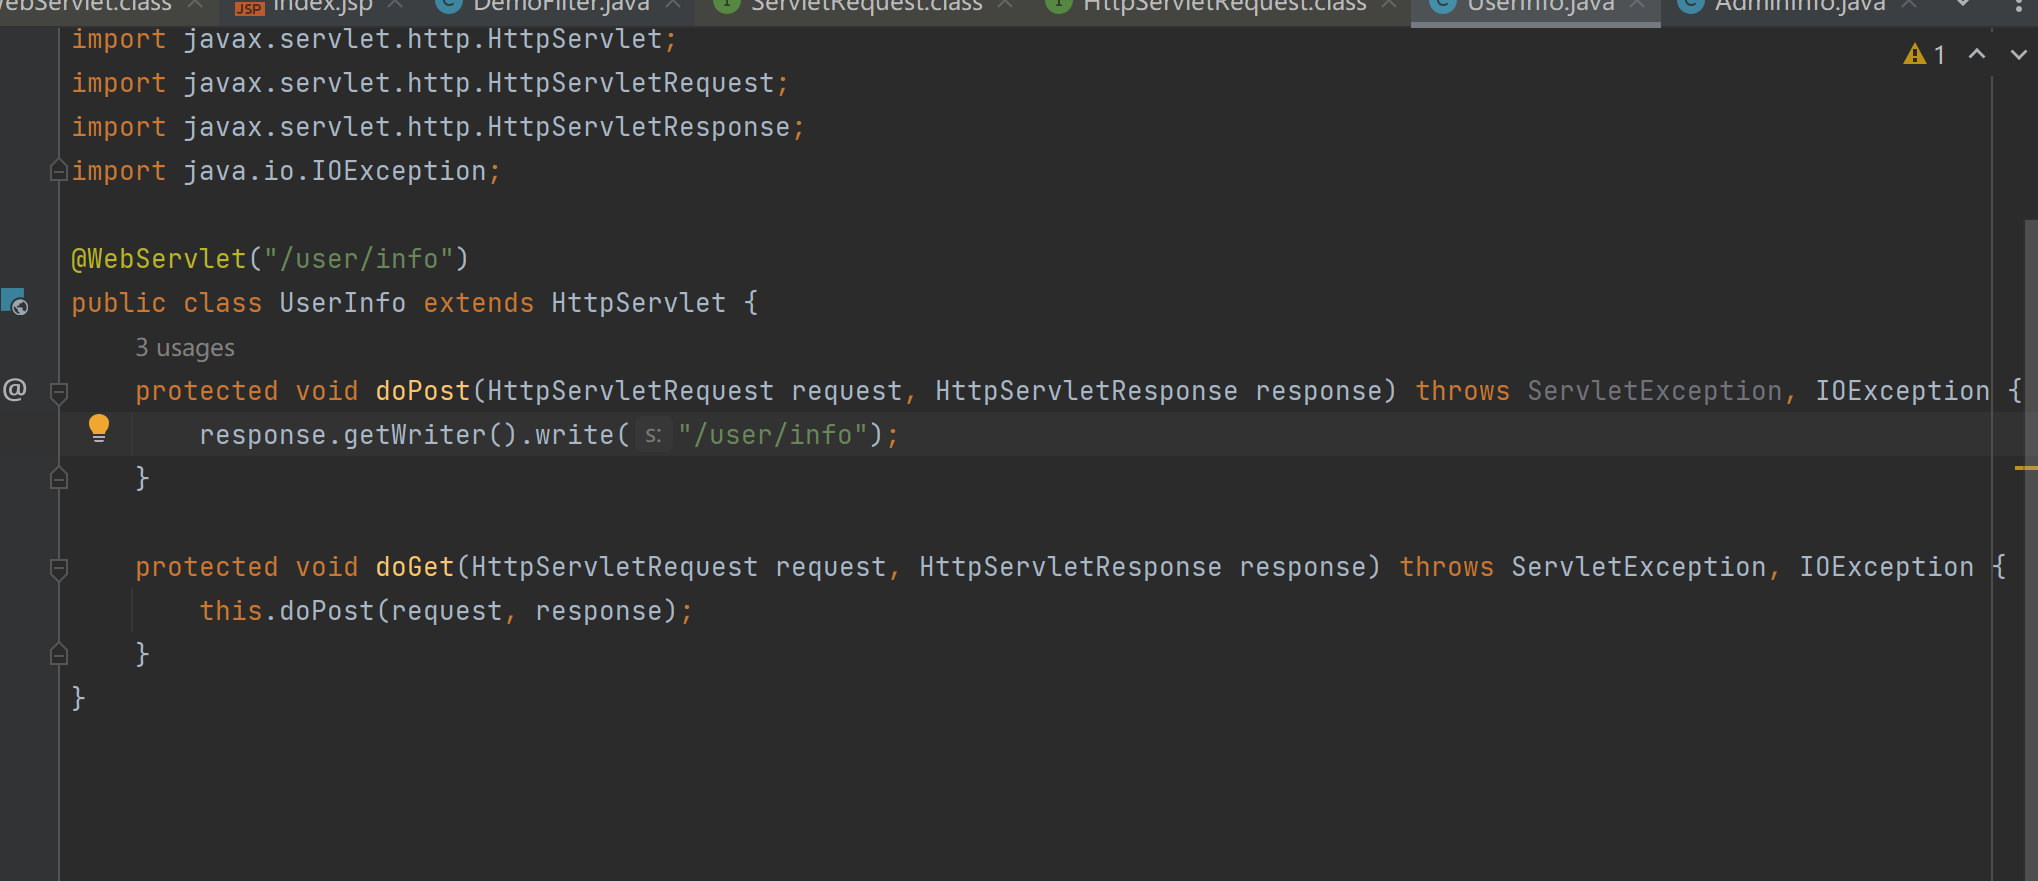 ebServlet.class index.jsp DemoFilter.java ServletRequest.class HttpServletRequest.class UserInfo.java AdminInfo.java
import javax.servlet.http.HttpServlet;
1
import javax.servlet.http.HttpServletRequest;
import javax.servlet.http.HttpServletResponse;
import java.io.IOException;
@WebServlet("/user/info")
public class UserInfo extends HttpServlet {
3 usages
protected void doPost(HttpServletRequest request, HttpServletResponse response) throws ServletException, IOException {
response.getWriter().write( s: "/user/info");
}
protected void doGet(HttpServletRequest request, HttpServletResponse response) throws ServletException, IOException {
this.doPost(request, response);
}
}